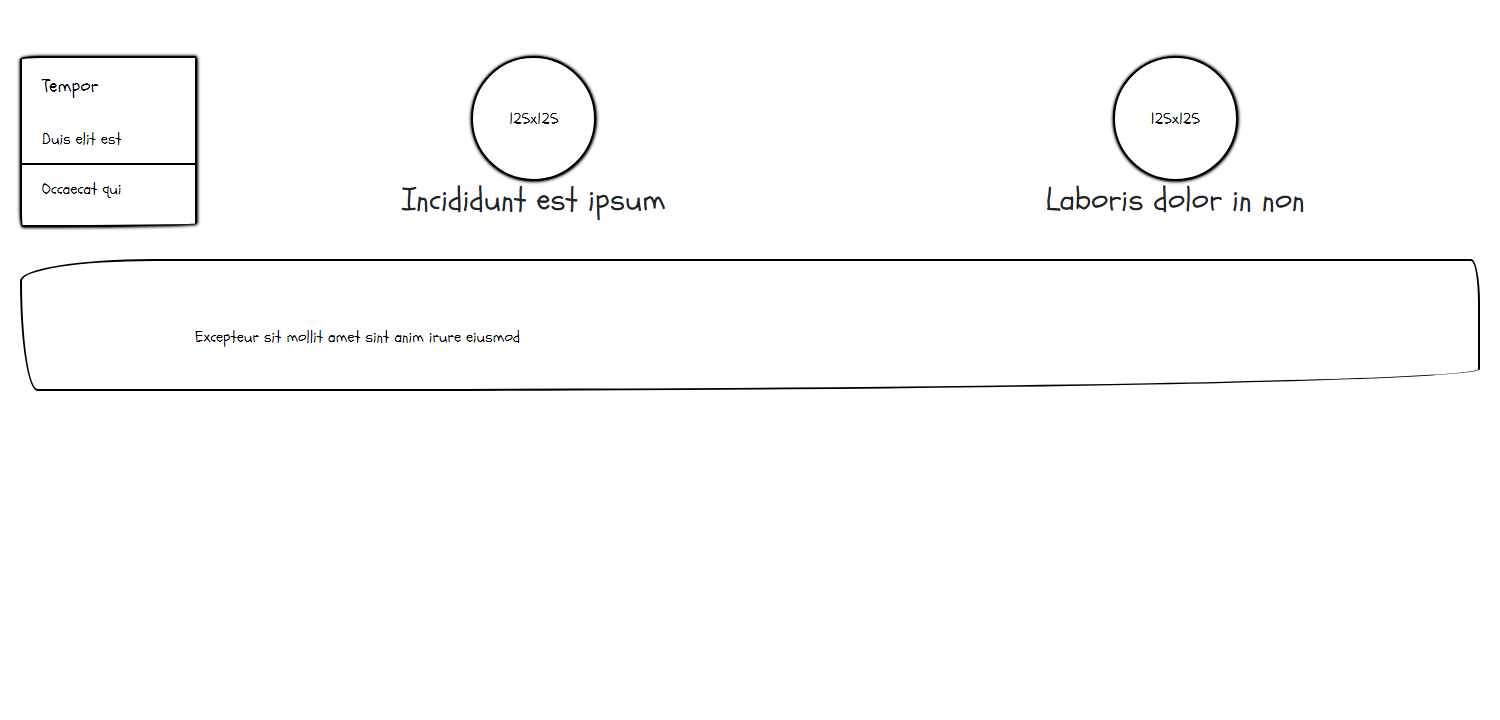 Tempor
Duis elit est
Occaecat qui
125x125
Incididunt est ipsum
125x125
Laboris dolor in non
Excepteur sit mollit amet sint anim irure eiusmod